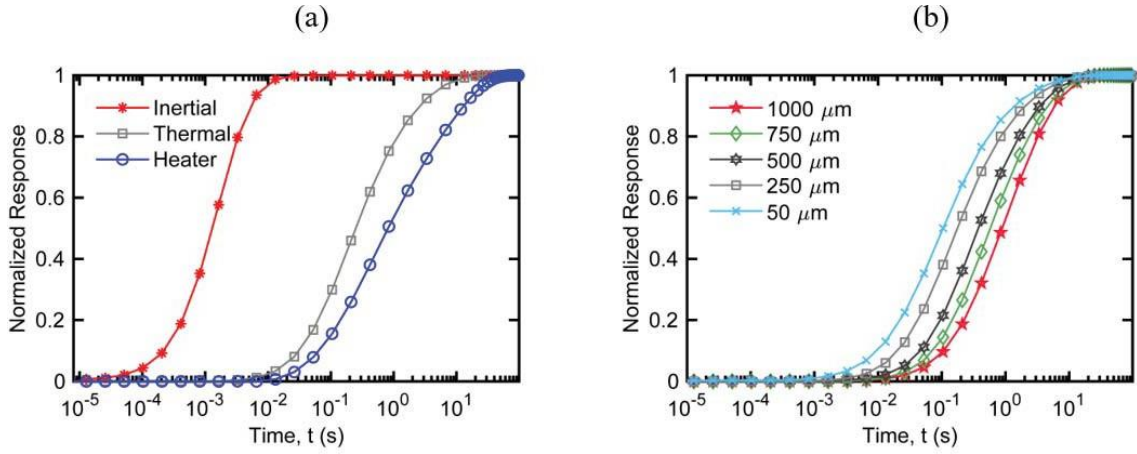 (a)
Normalized Response
1
0.8
0.6
0.4
0.2
0
Inertial
Thermal
Heater
10⁻⁵ 10⁻⁴ 10⁻³ 10⁻² 10⁻¹ 10⁰ 10¹
Time, t (s)
(b)
Normalized Response
1
0.8
0.6
0.4
0.2
0
1000 μm
750 μm
500 μm
250 μm
50 μm
10⁻⁵ 10⁻⁴ 10⁻³ 10⁻² 10⁻¹ 10⁰ 10¹
Time, t (s)